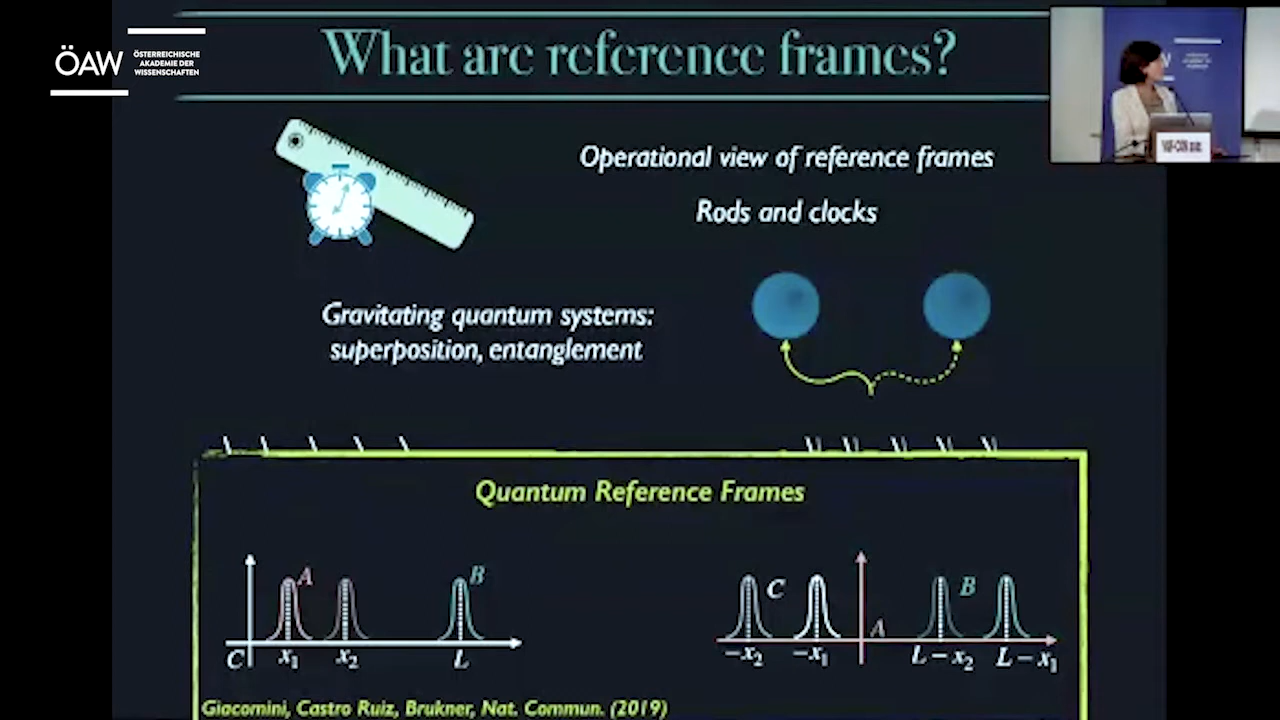 ÖAW
ÖSTERREICHISCHE
AKADEMIE DER
WISSENSCHAFTEN
What are reference frames?
Operational view of reference frames
Rods and clocks
Gravitating quantum systems:
superposition, entanglement
Quantum Reference Frames
A
B
C
x₁
x₂
L
C
B
A
−x₂
−x₁
L − x₂
L − x₁
Giacomini, Castro Ruiz, Brukner, Nat. Commun. (2019)